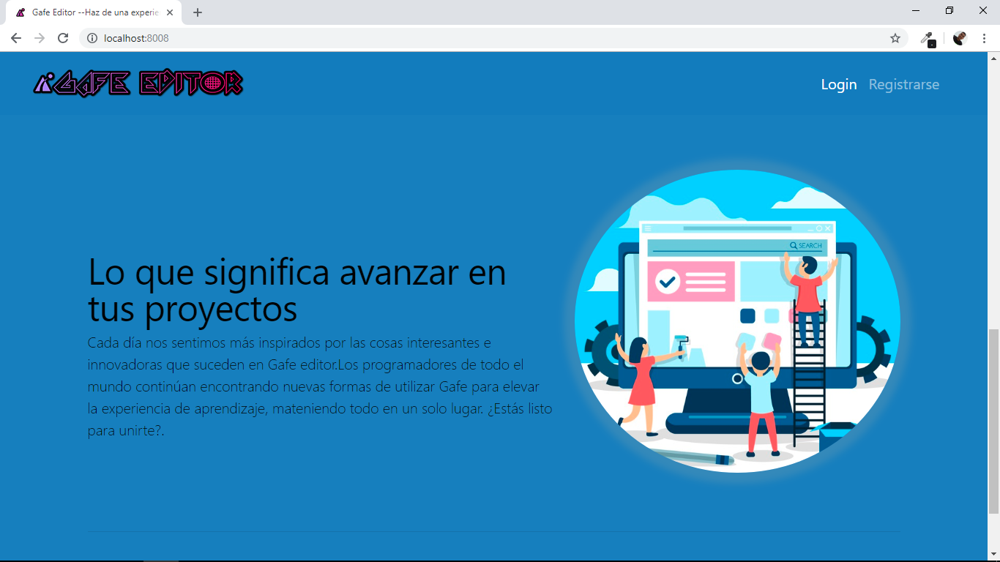 Gafe Editor --Haz de una experie
localhost:8008
GAFE EDITOR
Login Registrarse
SEARCH
Lo que significa avanzar en
tus proyectos
Cada día nos sentimos más inspirados por las cosas interesantes e
innovadoras que suceden en Gafe editor.Los programadores de todo el
mundo continúan encontrando nuevas formas de utilizar Gafe para elevar
la experiencia de aprendizaje, mateniendo todo en un solo lugar. ¿Estás listo
para unirte?.